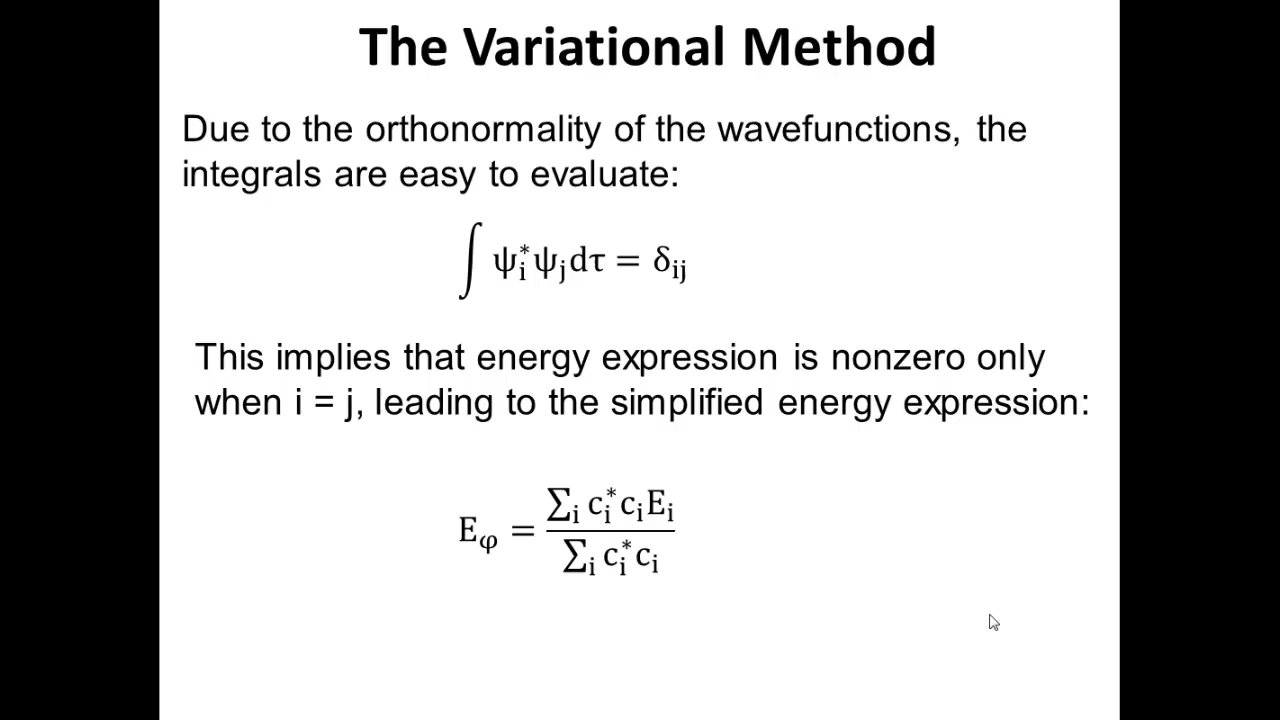 The Variational Method
Due to the orthonormality of the wavefunctions, the
integrals are easy to evaluate:
∫ ψᵢ*ψⱼdτ = δᵢⱼ
This implies that energy expression is nonzero only
when i = j, leading to the simplified energy expression:
E_φ = (∑ᵢ cᵢ*cᵢEᵢ) / (∑ᵢ cᵢ*cᵢ)